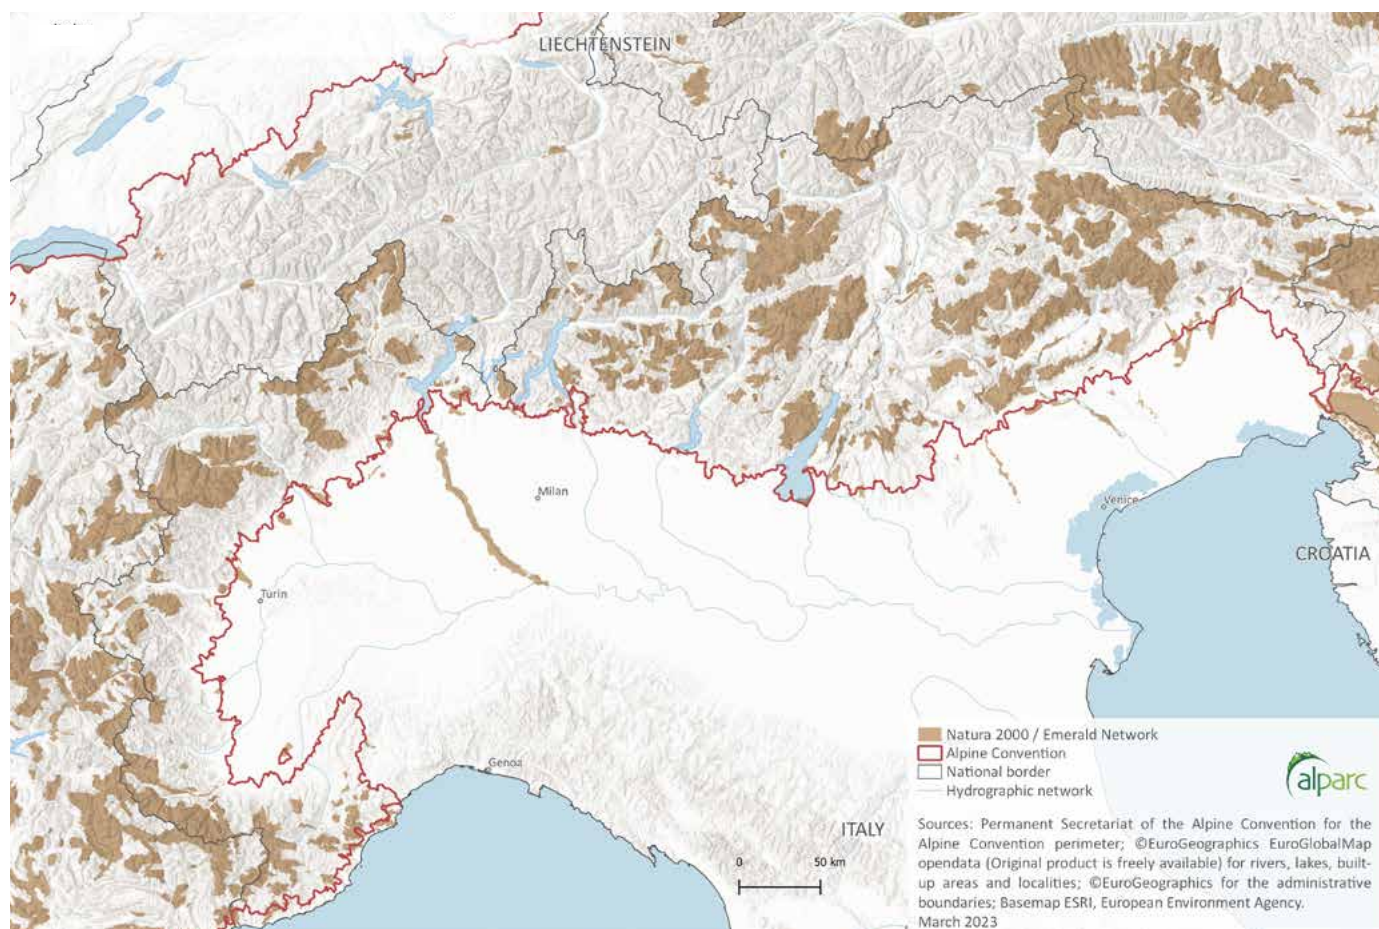 LIECHTENSTEIN
Milan
Venice
CROATIA
Turin
Genoa
ITALY
0 50 km
Natura 2000 / Emerald Network
Alpine Convention
National border
Hydrographic network
alparc
Sources: Permanent Secretariat of the Alpine Convention for the
Alpine Convention perimeter; ©EuroGeographics EuroGlobalMap
opendata (Original product is freely available) for rivers, lakes, built-
up areas and localities; ©EuroGeographics for the administrative
boundaries; Basemap ESRI, European Environment Agency.
March 2023